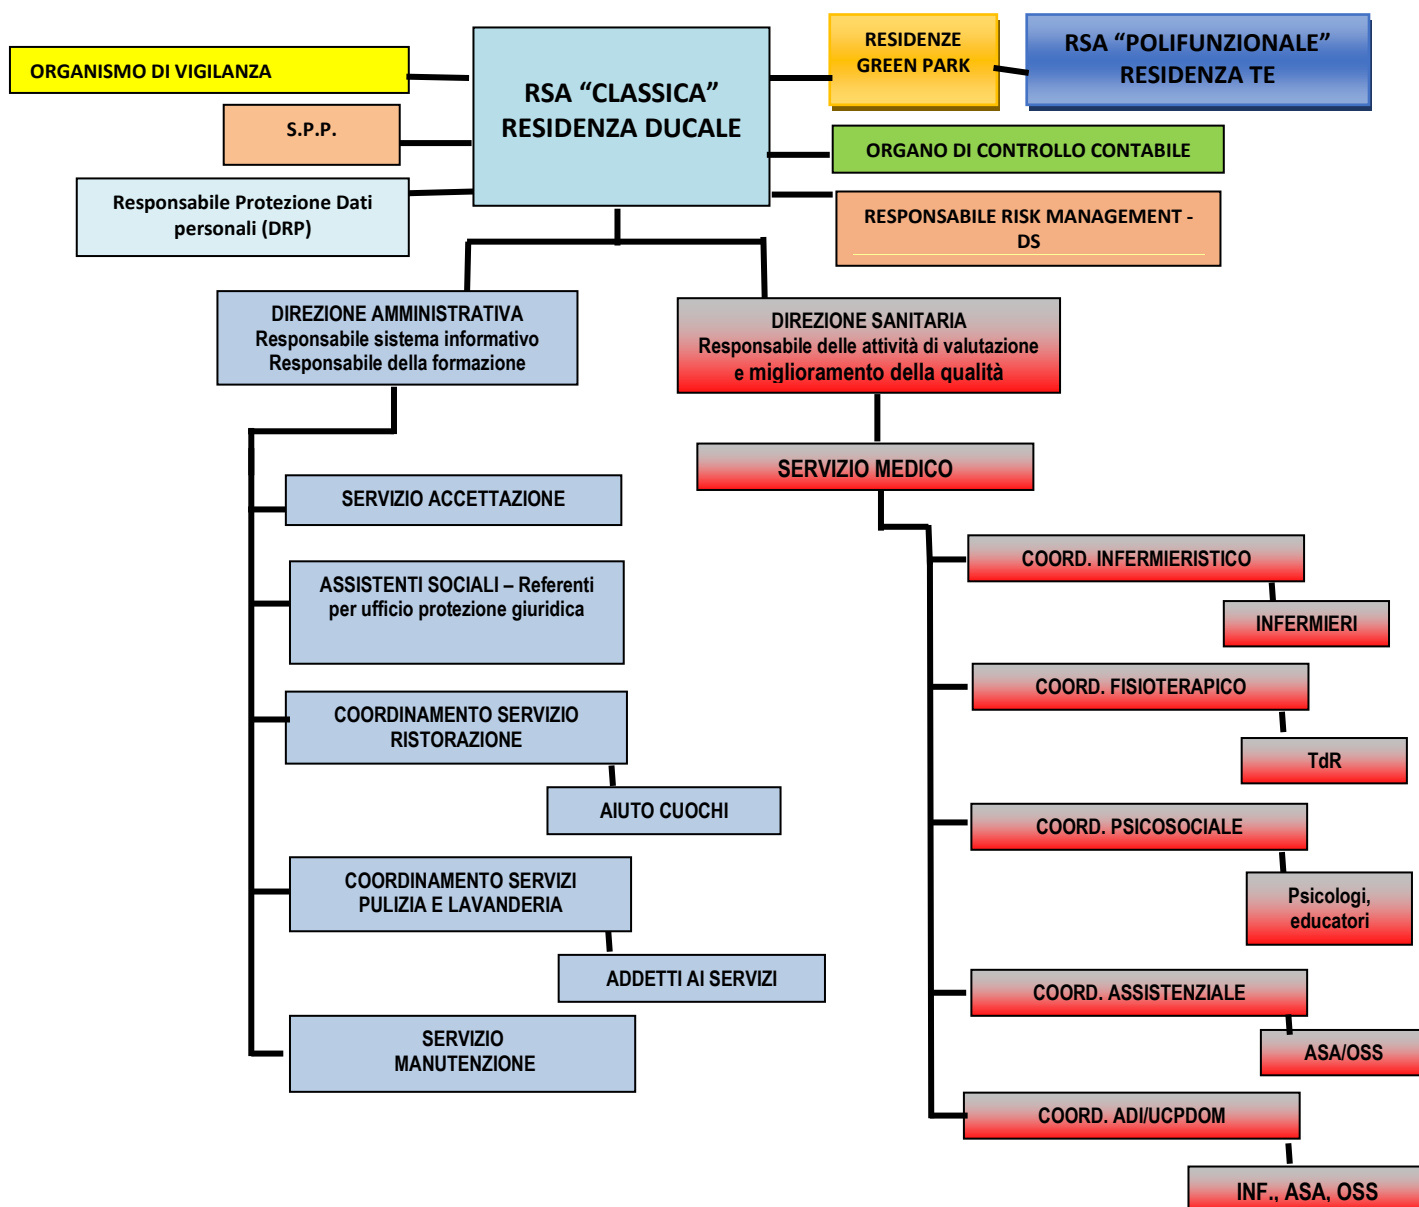 ORGANISMO DI VIGILANZA
S.P.P.
Responsabile Protezione Dati
personali (DRP)
RSA “CLASSICA”
RESIDENZA DUCALE
RESIDENZE
GREEN PARK
RSA “POLIFUNZIONALE”
RESIDENZA TE
ORGANO DI CONTROLLO CONTABILE
RESPONSABILE RISK MANAGEMENT -
DS
DIREZIONE AMMINISTRATIVA
Responsabile sistema informativo
Responsabile della formazione
DIREZIONE SANITARIA
Responsabile delle attività di valutazione
e miglioramento della qualità
SERVIZIO ACCETTAZIONE
ASSISTENTI SOCIALI – Referenti
per ufficio protezione giuridica
COORDINAMENTO SERVIZIO
RISTORAZIONE
AIUTO CUOCHI
COORDINAMENTO SERVIZI
PULIZIA E LAVANDERIA
ADDETTI AI SERVIZI
SERVIZIO
MANUTENZIONE
SERVIZIO MEDICO
COORD. INFERMIERISTICO
INFERMIERI
COORD. FISIOTERAPICO
TdR
COORD. PSICOSOCIALE
Psicologi,
educatori
COORD. ASSISTENZIALE
ASA/OSS
COORD. ADI/UCPDOM
INF., ASA, OSS